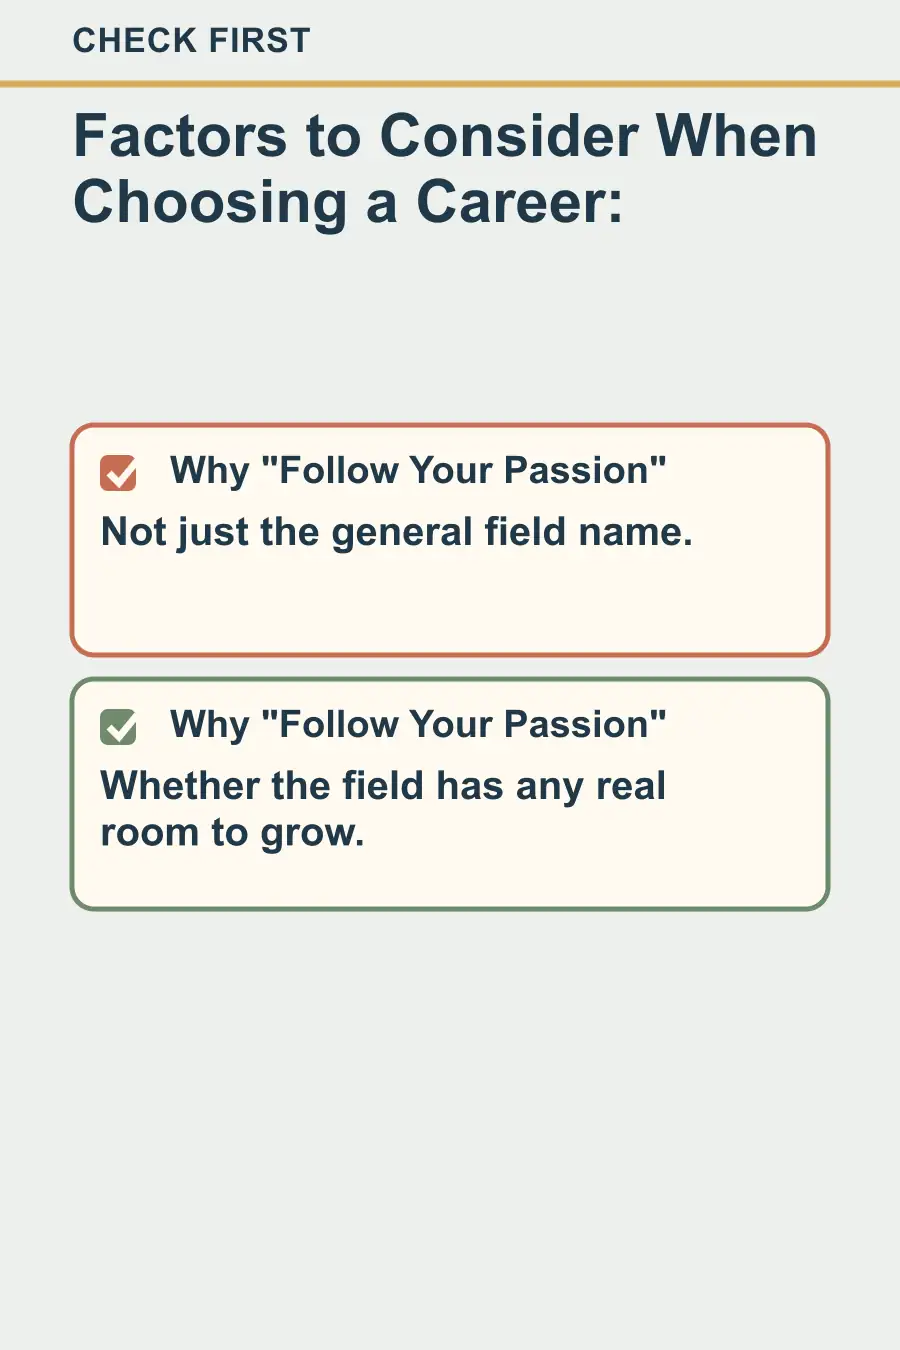 CHECK FIRST
Factors to Consider When
Choosing a Career:
Why "Follow Your Passion"
Not just the general field name.
Why "Follow Your Passion"
Whether the field has any real
room to grow.